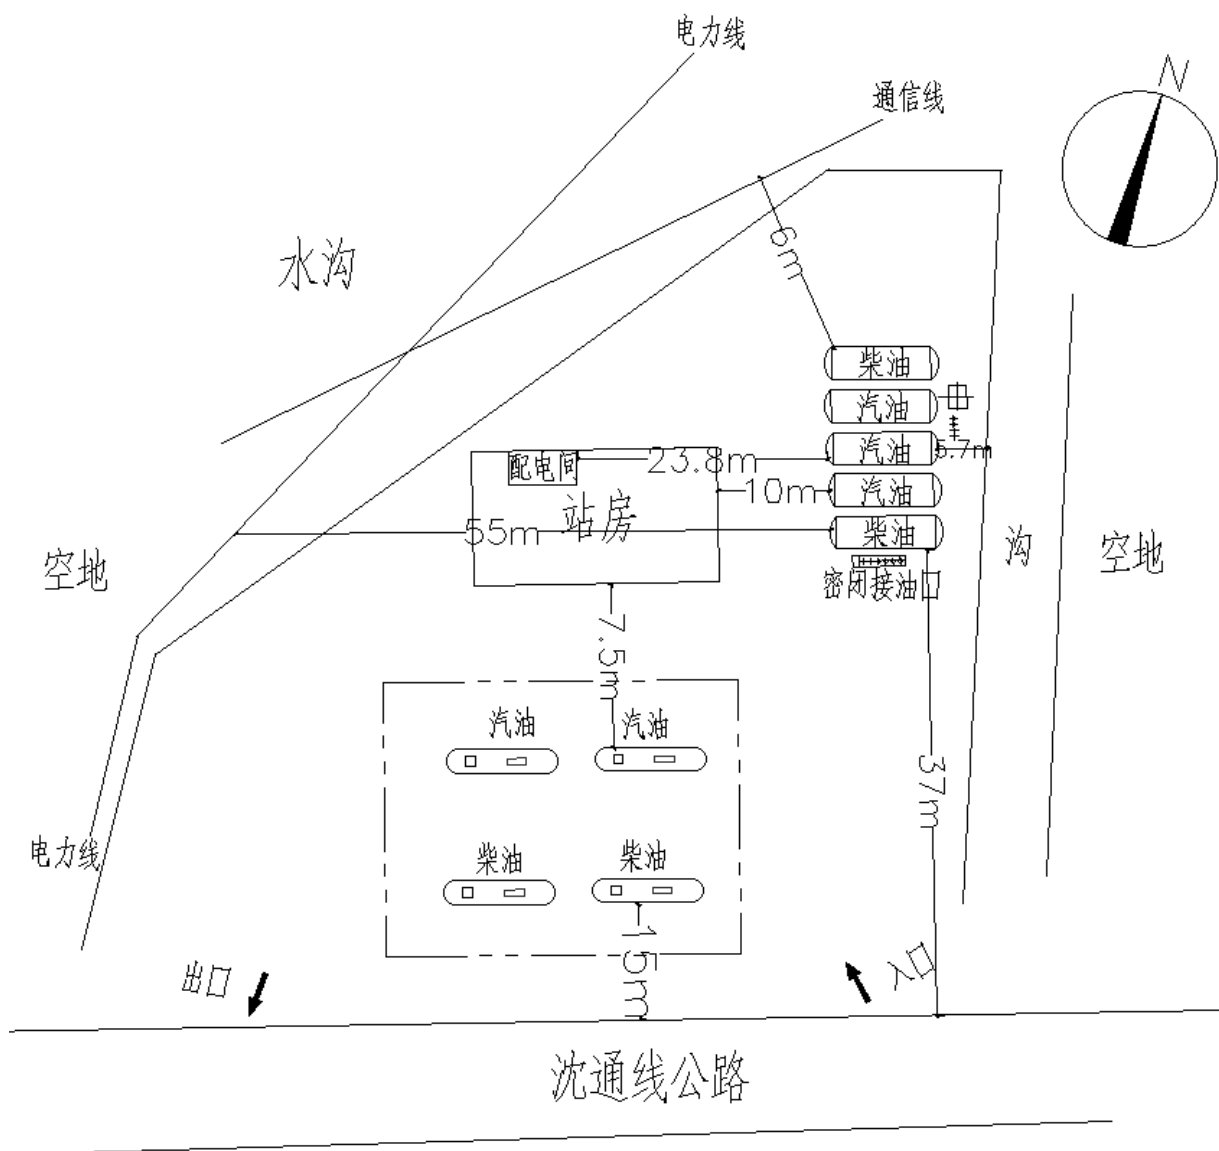 电力线
通信线
N
水沟
6m
柴油
汽油
汽油
5.7m
配电间
23.8m
汽油
10m
站房
柴油
55m
沟
空地
空地
密闭接油口
7.5m
汽油
汽油
37m
电力线
柴油
柴油
15m
出口
入口
沈通线公路